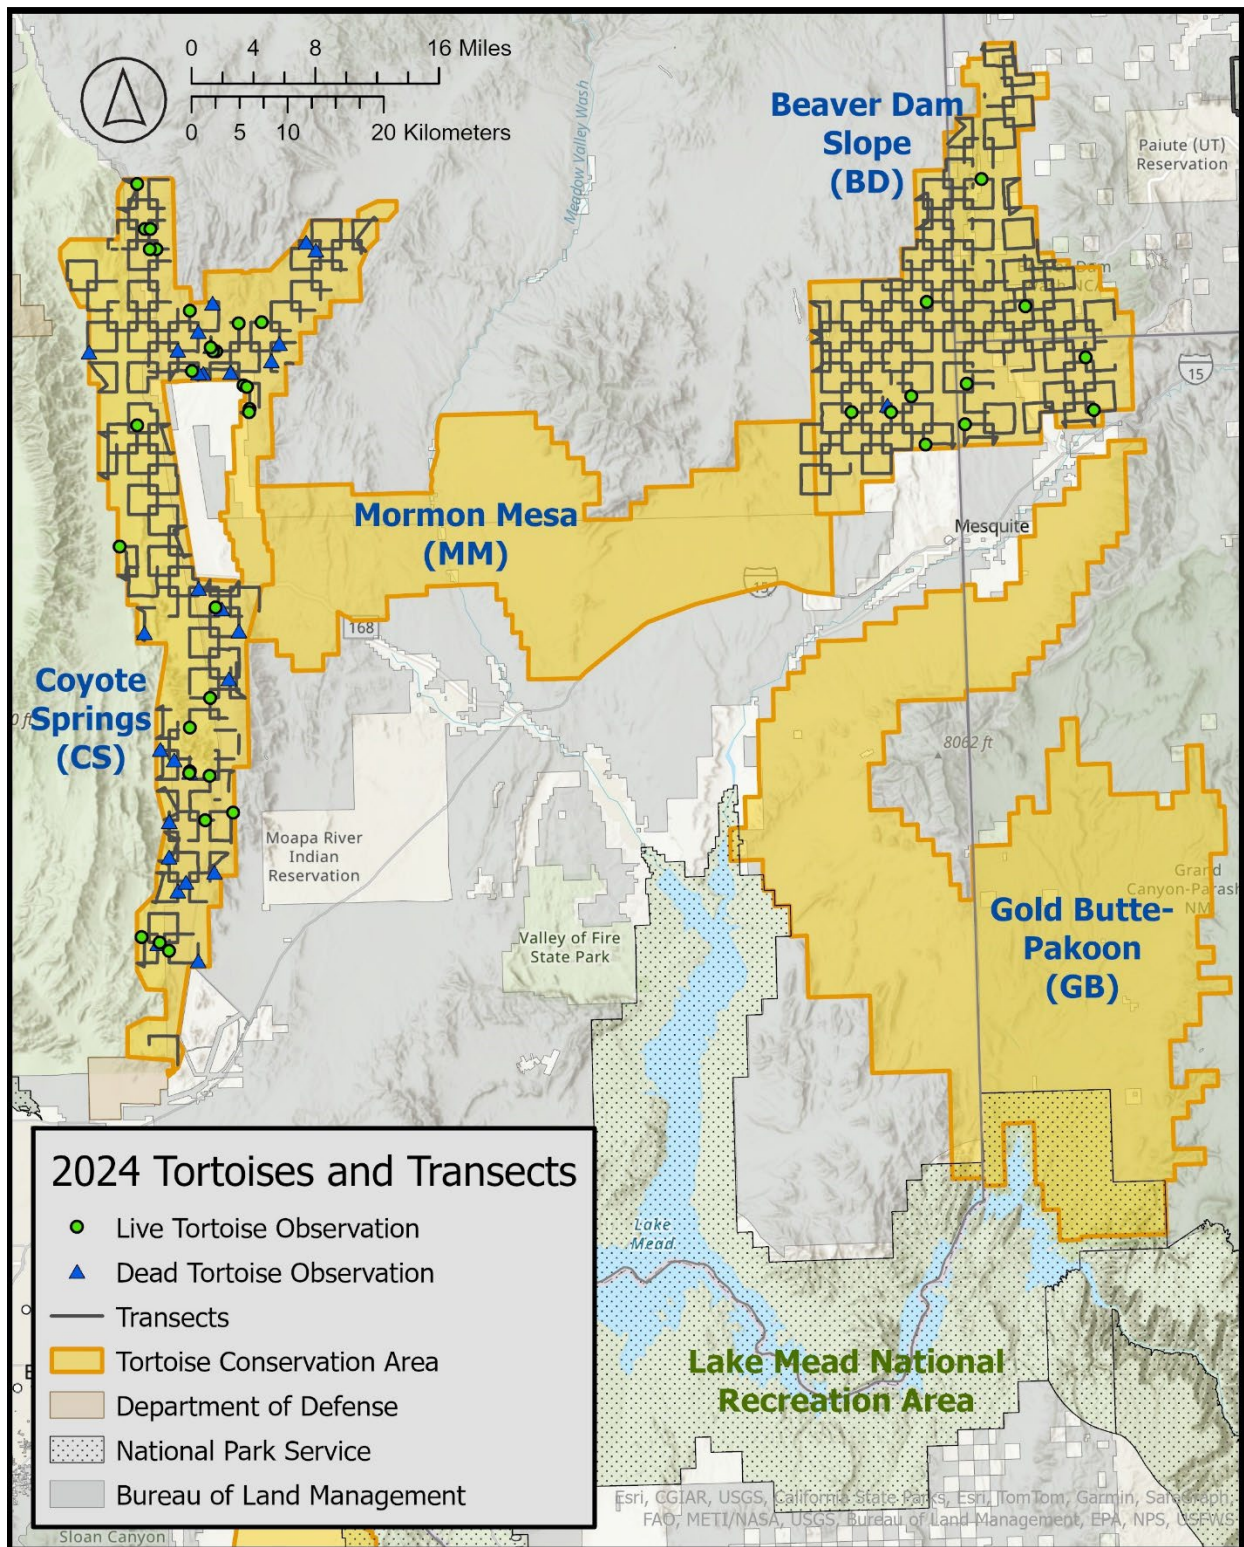 0 4 8 16 Miles
0 5 10 20 Kilometers
Meadow Valley Wash
Beaver Dam
Slope
(BD)
Paiute (UT)
Reservation
15
Mormon Mesa
(MM)
Mesquite
15
168
Coyote
Springs
(CS)
0 ft
8062 ft
Moapa River
Indian
Reservation
Valley of Fire
State Park
Grand
Canyon-Parash
NM
Gold Butte-
Pakoon
(GB)
2024 Tortoises and Transects
Live Tortoise Observation
Dead Tortoise Observation
Transects
Tortoise Conservation Area
Department of Defense
National Park Service
Bureau of Land Management
Lake
Mead
Lake Mead National
Recreation Area
Esri, CGIAR, USGS, California State Parks, Esri, TomTom, Garmin, SafeGraph,
FAO, METI/NASA, USGS, Bureau of Land Management, EPA, NPS, USFWS
Sloan Canyon